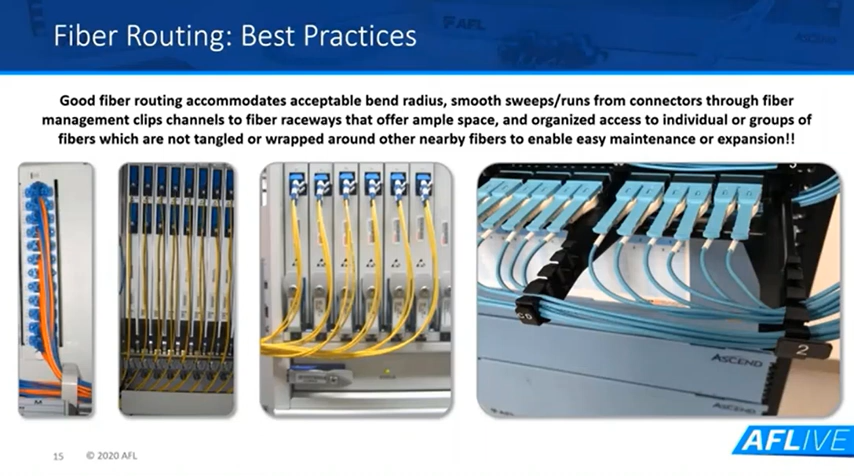 AFL
Fiber Routing: Best Practices
Good fiber routing accommodates acceptable bend radius, smooth sweeps/runs from connectors through fiber
management clips channels to fiber raceways that offer ample space, and organized access to individual or groups of
fibers which are not tangled or wrapped around other nearby fibers to enable easy maintenance or expansion!!
CD
2
ASCEND
ASCEND
15 © 2020 AFL
AFLIVE